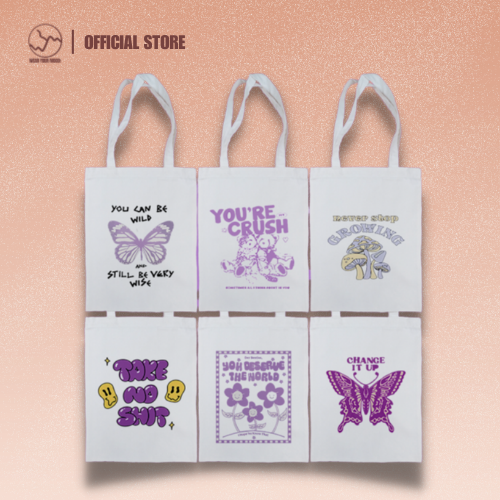 OFFICIAL STORE
YOU CAN BE
WILD
AND
STILL BE VERY
WISE
YOU'RE
CRUSH
never stop
GROWING
TAKE
NO
SHIT
YOU DESERVE
THE WORLD
CHANGE
IT UP